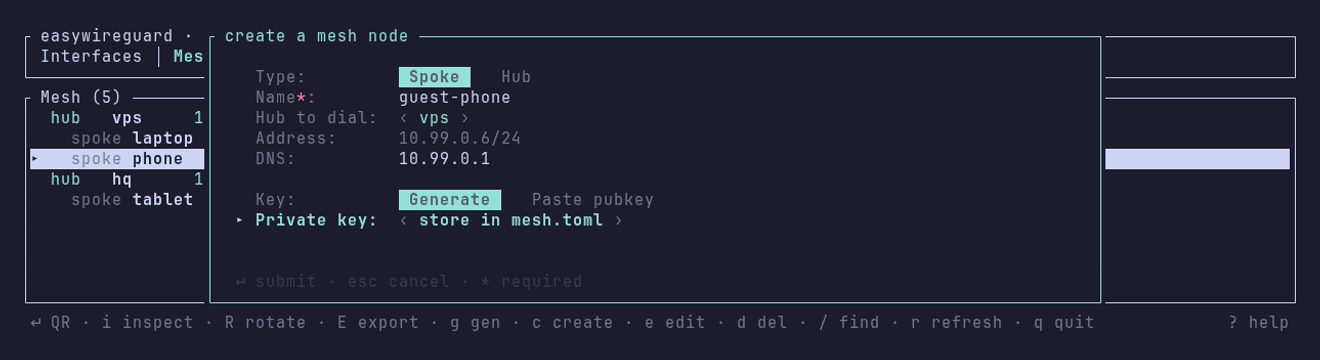 easywireguard · create a mesh node
Interfaces │ Mes
Type: Spoke Hub
Mesh (5) Name*: guest-phone
hub vps 1 Hub to dial: ‹ vps ›
spoke laptop Address: 10.99.0.6/24
▸ spoke phone DNS: 10.99.0.1
hub hq 1
spoke tablet Key: Generate Paste pubkey
▸ Private key: ‹ store in mesh.toml ›
↵ submit · esc cancel · * required
↵ QR · i inspect · R rotate · E export · g gen · c create · e edit · d del · / find · r refresh · q quit ? help